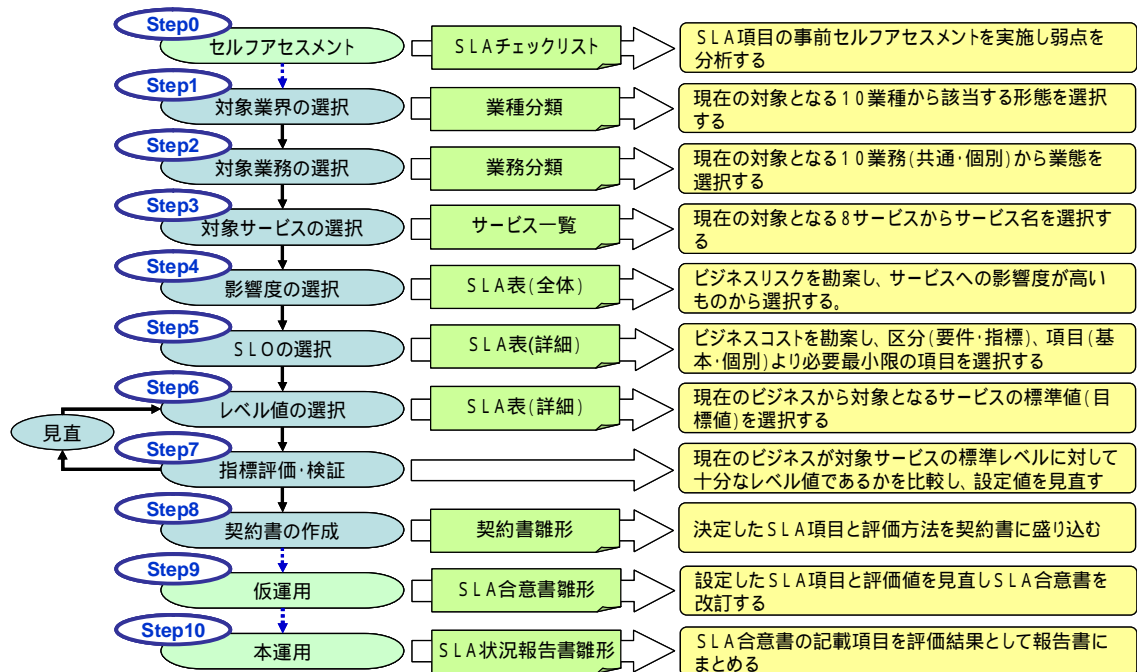 Step0
セルフアセスメント
SLAチェックリスト
SLA項目の事前セルフアセスメントを実施し弱点を
分析する
Step1
対象業界の選択
業種分類
現在の対象となる10業種から該当する形態を選択
する
Step2
対象業務の選択
業務分類
現在の対象となる10業務(共通・個別)から業態を
選択する
Step3
対象サービスの選択
サービス一覧
現在の対象となる8サービスからサービス名を選択す
る
Step4
影響度の選択
SLA表(全体)
ビジネスリスクを勘案し、サービスへの影響度が高い
ものから選択する。
Step5
SLOの選択
SLA表(詳細)
ビジネスコストを勘案し、区分(要件・指標)、項目(基
本・個別)より必要最小限の項目を選択する
Step6
レベル値の選択
SLA表(詳細)
現在のビジネスから対象となるサービスの標準値(目
標値)を選択する
見直
Step7
指標評価・検証
現在のビジネスが対象サービスの標準レベルに対して
十分なレベル値であるかを比較し、設定値を見直す
Step8
契約書の作成
契約書雛形
決定したSLA項目と評価方法を契約書に盛り込む
Step9
仮運用
SLA合意書雛形
設定したSLA項目と評価値を見直しSLA合意書を
改訂する
Step10
本運用
SLA状況報告書雛形
SLA合意書の記載項目を評価結果として報告書に
まとめる